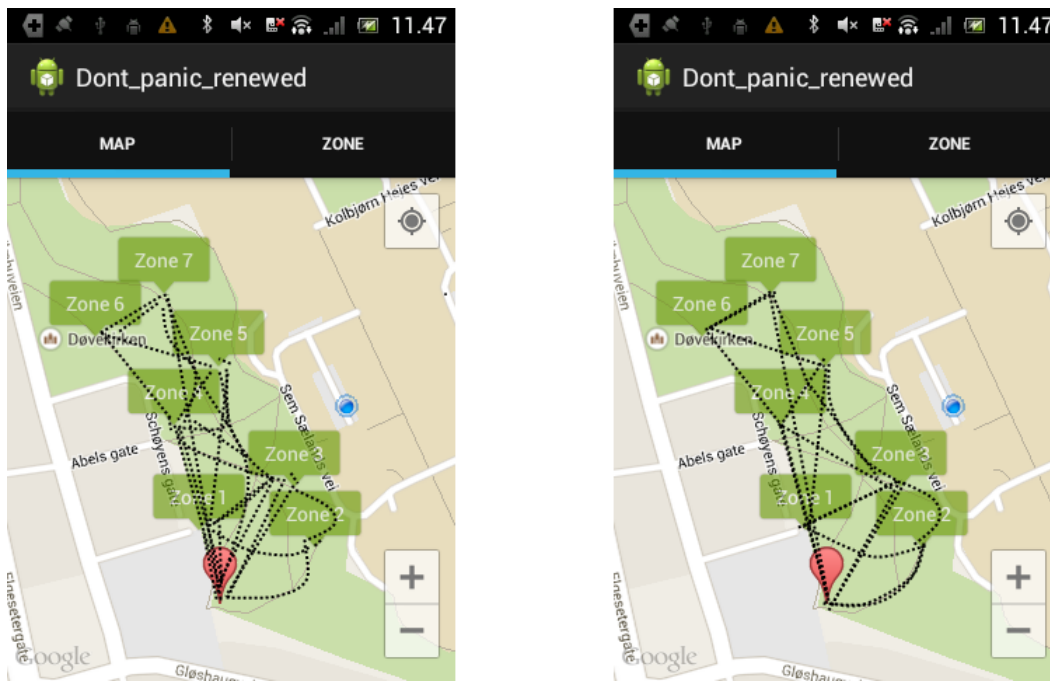 11.47
Dont_panic_renewed
MAP ZONE
Kolbjørn Hejes
Zone 7
Zone 6
Zone 5
Døvekirken
Zone 4
Sem Sælands vei
Schøyens gate
Abels gate
Zone 3
Zone 1
Zone 2
+
−
Google
11.47
Dont_panic_renewed
MAP ZONE
Kolbjørn Hejes
Zone 7
Zone 6
Zone 5
Døvekirken
Zone 4
Sem Sælands vei
Schøyens gate
Abels gate
Zone 3
Zone 1
Zone 2
+
−
Google